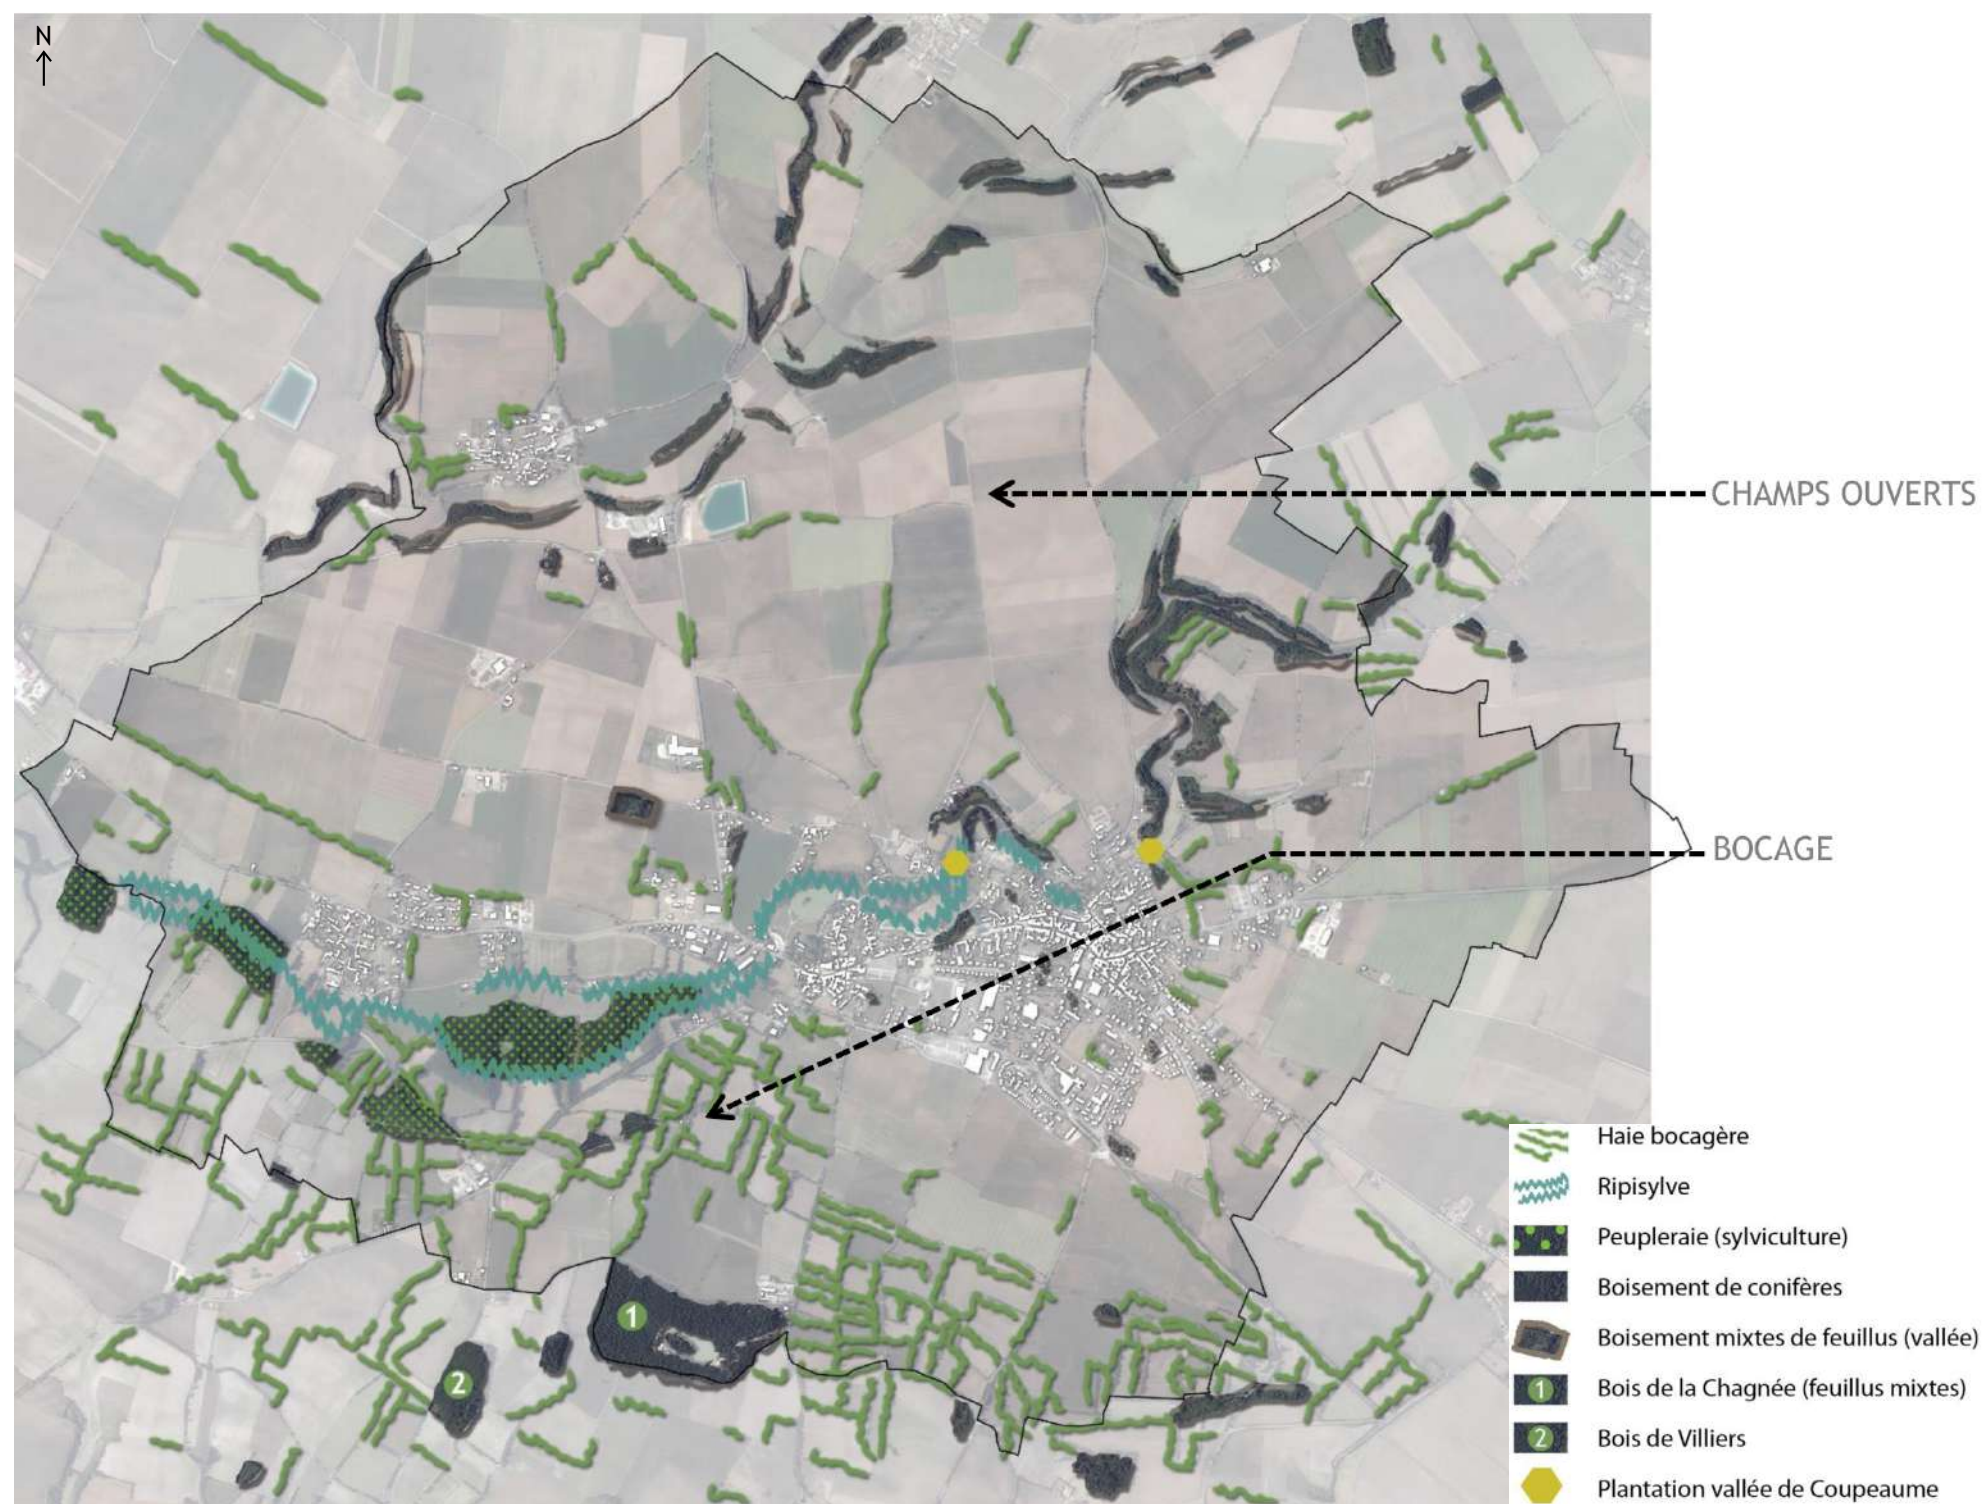 N
CHAMPS OUVERTS
BOCAGE
Haie bocagère
Ripisylve
Peupleraie (sylviculture)
Boisement de conifères
Boisement mixtes de feuillus (vallée)
1
Bois de la Chagnée (feuillus mixtes)
2
Bois de Villiers
Plantation vallée de Coupeaume
1
2